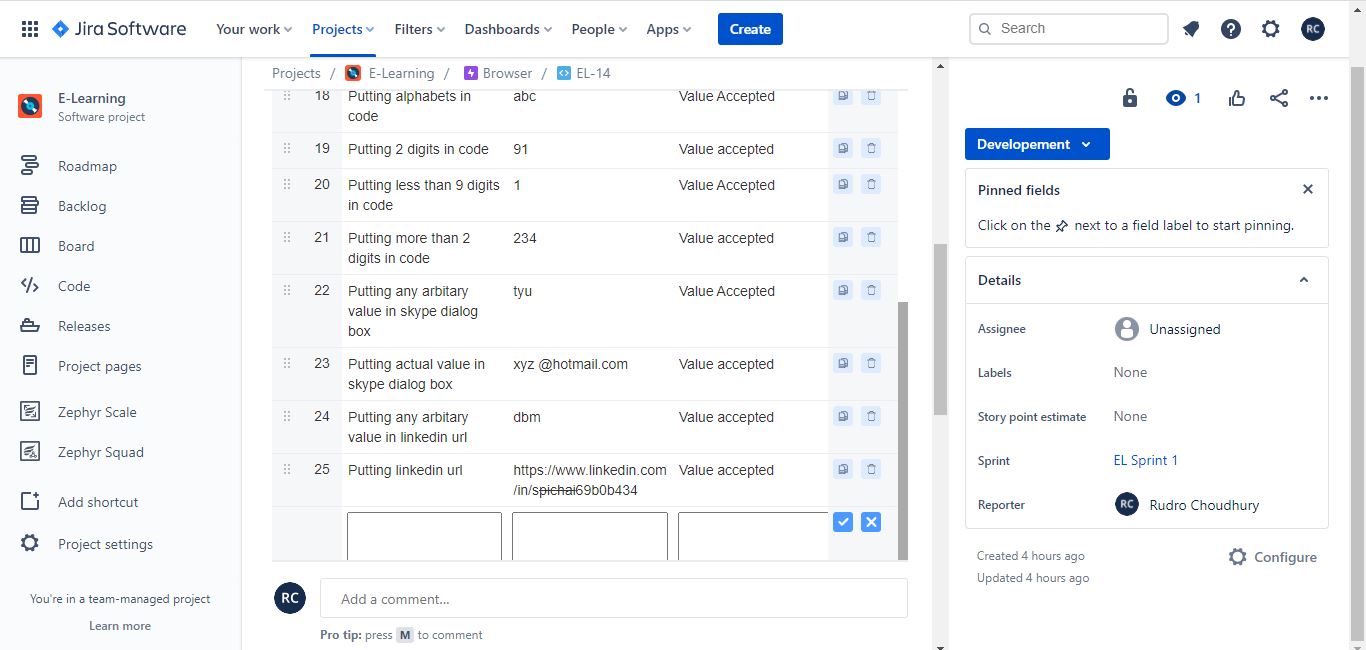 Jira Software
Your work
Projects
Filters
Dashboards
People
Apps
Create
Search
RC
Projects / E-Learning / Browser / EL-14
E-Learning
Software project
Roadmap
Backlog
Board
Code
Releases
Project pages
Zephyr Scale
Zephyr Squad
Add shortcut
Project settings
You're in a team-managed project
Learn more
18 Putting alphabets in abc Value Accepted
code
19 Putting 2 digits in code 91 Value accepted
20 Putting less than 9 digits 1 Value Accepted
in code
21 Putting more than 2 234 Value accepted
digits in code
22 Putting any arbitary tyu Value Accepted
value in skype dialog
box
23 Putting actual value in xyz @hotmail.com Value accepted
skype dialog box
24 Putting any arbitary dbm Value accepted
value in linkedin url
25 Putting linkedin url https://www.linkedin.com Value accepted
/in/spichai69b0b434
RC
Add a comment...
Pro tip: press M to comment
1
Developement
Pinned fields
Click on the next to a field label to start pinning.
Details
Assignee Unassigned
Labels None
Story point estimate None
Sprint EL Sprint 1
Reporter RC Rudro Choudhury
Created 4 hours ago
Configure
Updated 4 hours ago